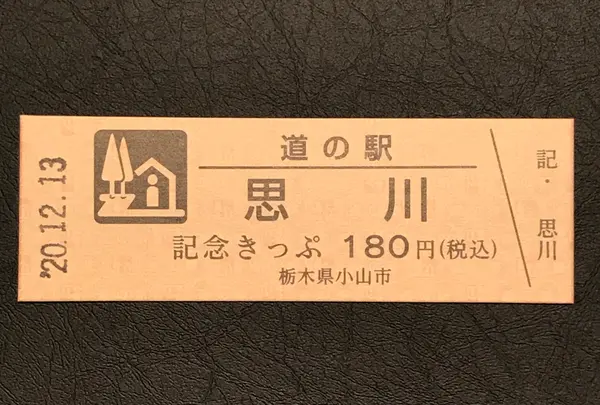 '20.12.13
道の駅
思川
記念きっぷ 180円(税込)
栃木県小山市
記・思川